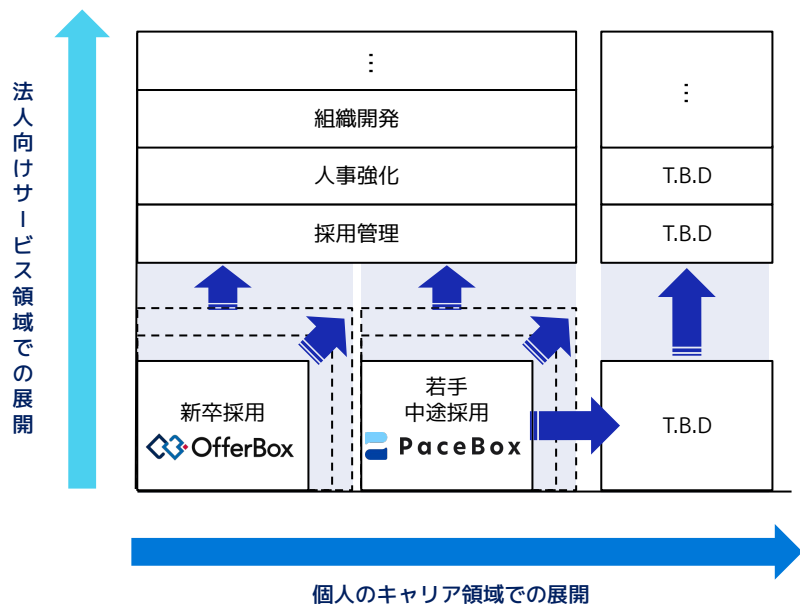 法人向けサービス領域での展開
⋮
組織開発
人事強化
採用管理
⋮
T.B.D
T.B.D
新卒採用
OfferBox
若手
中途採用
PaceBox
T.B.D
個人のキャリア領域での展開